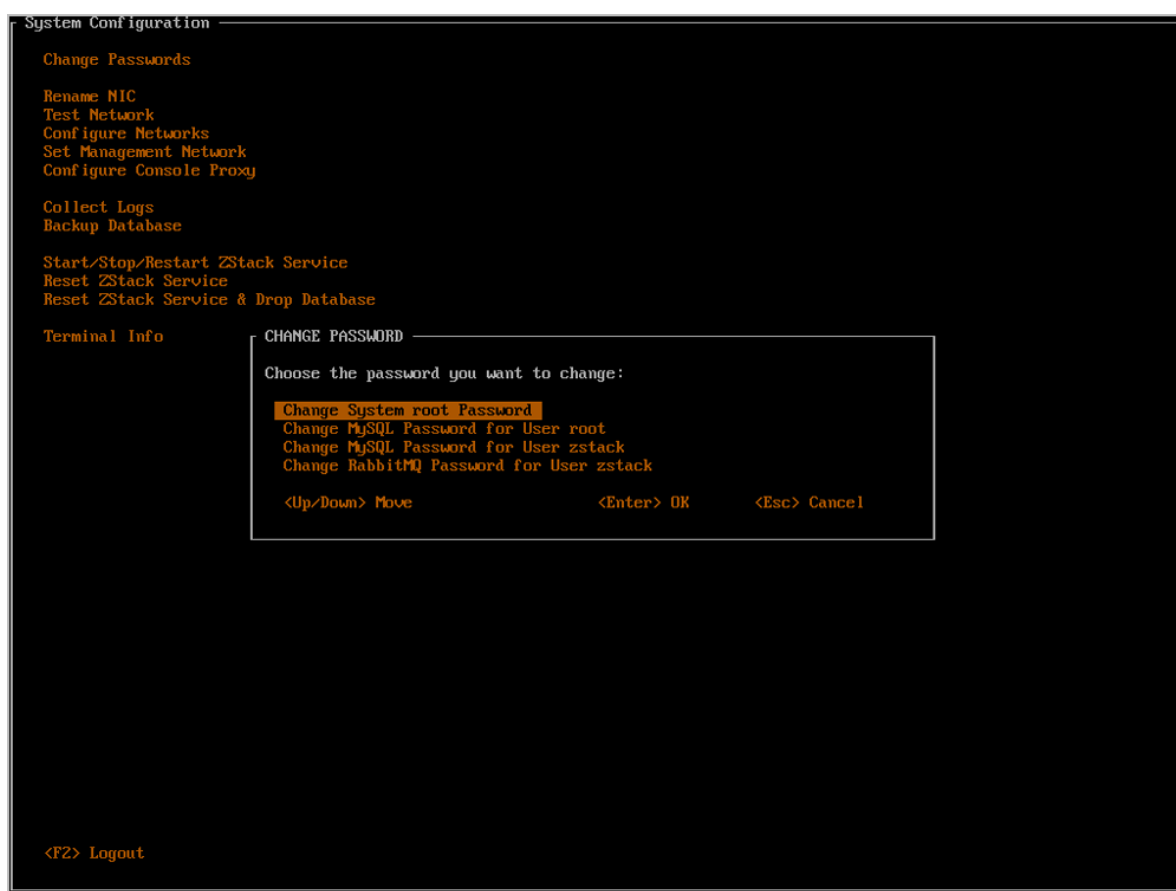 System Configuration
Change Passwords
Rename NIC
Test Network
Configure Networks
Set Management Network
Configure Console Proxy
Collect Logs
Backup Database
Start/Stop/Restart ZStack Service
Reset ZStack Service
Reset ZStack Service & Drop Database
Terminal Info
CHANGE PASSWORD
Choose the password you want to change:
Change System root Password
Change MySQL Password for User root
Change MySQL Password for User zstack
Change RabbitMQ Password for User zstack
<Up/Down> Move <Enter> OK <Esc> Cancel
<F2> Logout